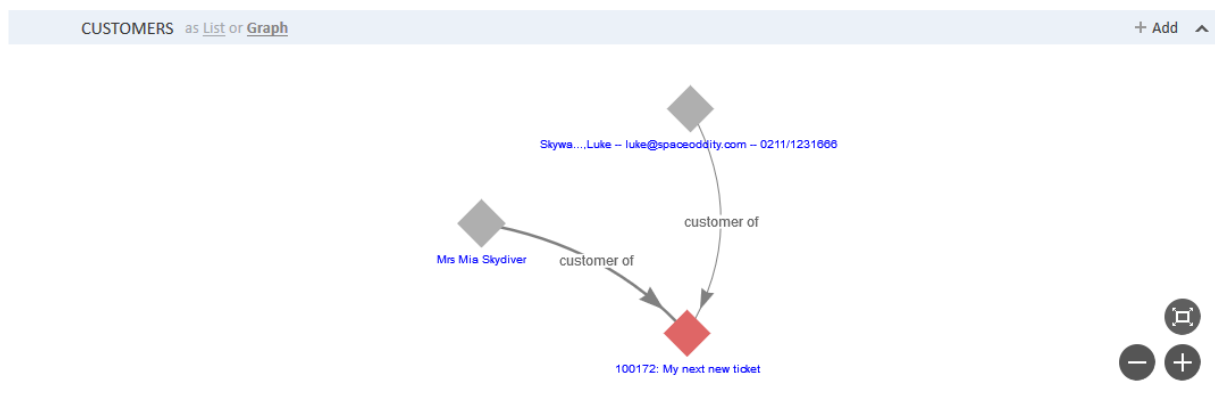 CUSTOMERS as List or Graph
+ Add
Skywa...,Luke -- luke@spaceoddity.com -- 0211/1231666
customer of
Mrs Mia Skydiver
customer of
100172: My next new ticket